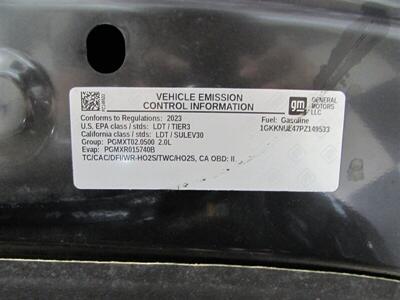 VEHICLE EMISSION
CONTROL INFORMATION
gm
GENERAL
MOTORS
LLC
Conforms to Regulations: 2023
Fuel: Gasoline
U.S. EPA class / stds: LDT / TIER3
1GKKNUE47PZ149533
California class / stds: LDT / SULEV30
Group: PGMXT02.0500 2.0L
Evap: PGMXR015740B
TC/CAC/DFI/WR-HO2S/TWC/HO2S, CA OBD: II.